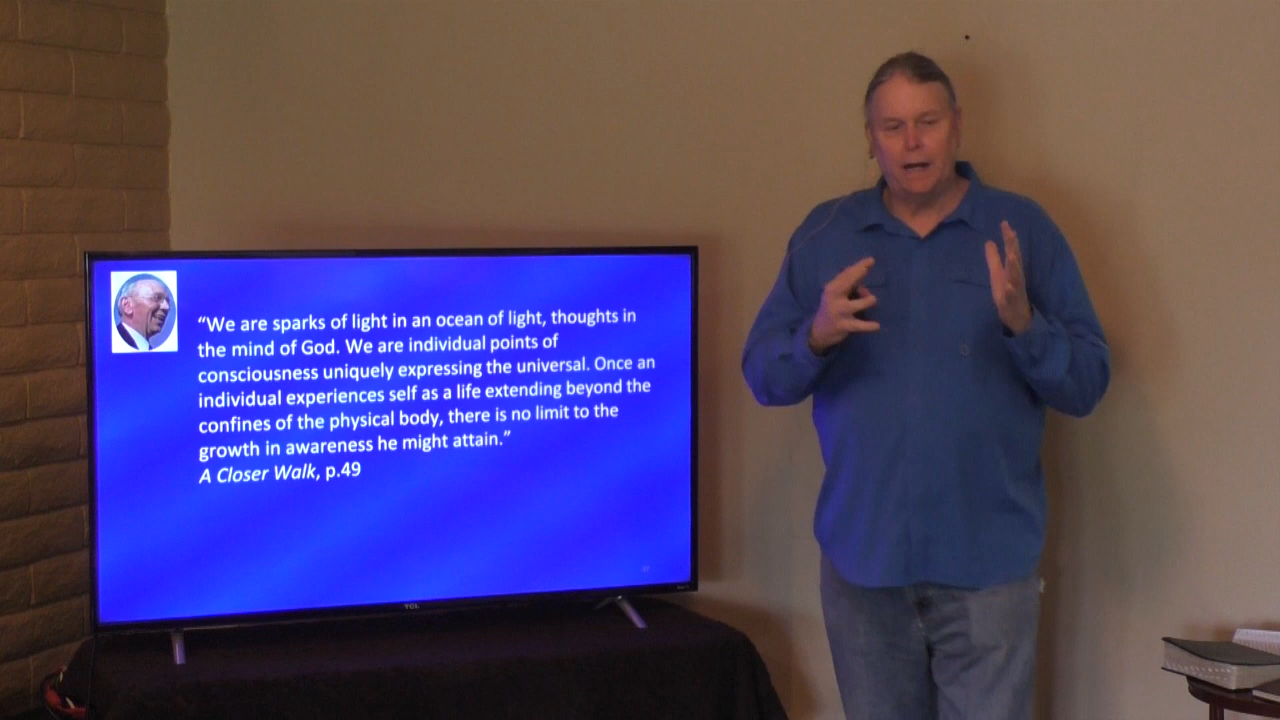 “We are sparks of light in an ocean of light, thoughts in
the mind of God. We are individual points of
consciousness uniquely expressing the universal. Once an
individual experiences self as a life extending beyond the
confines of the physical body, there is no limit to the
growth in awareness he might attain.”
A Closer Walk, p.49
TCL